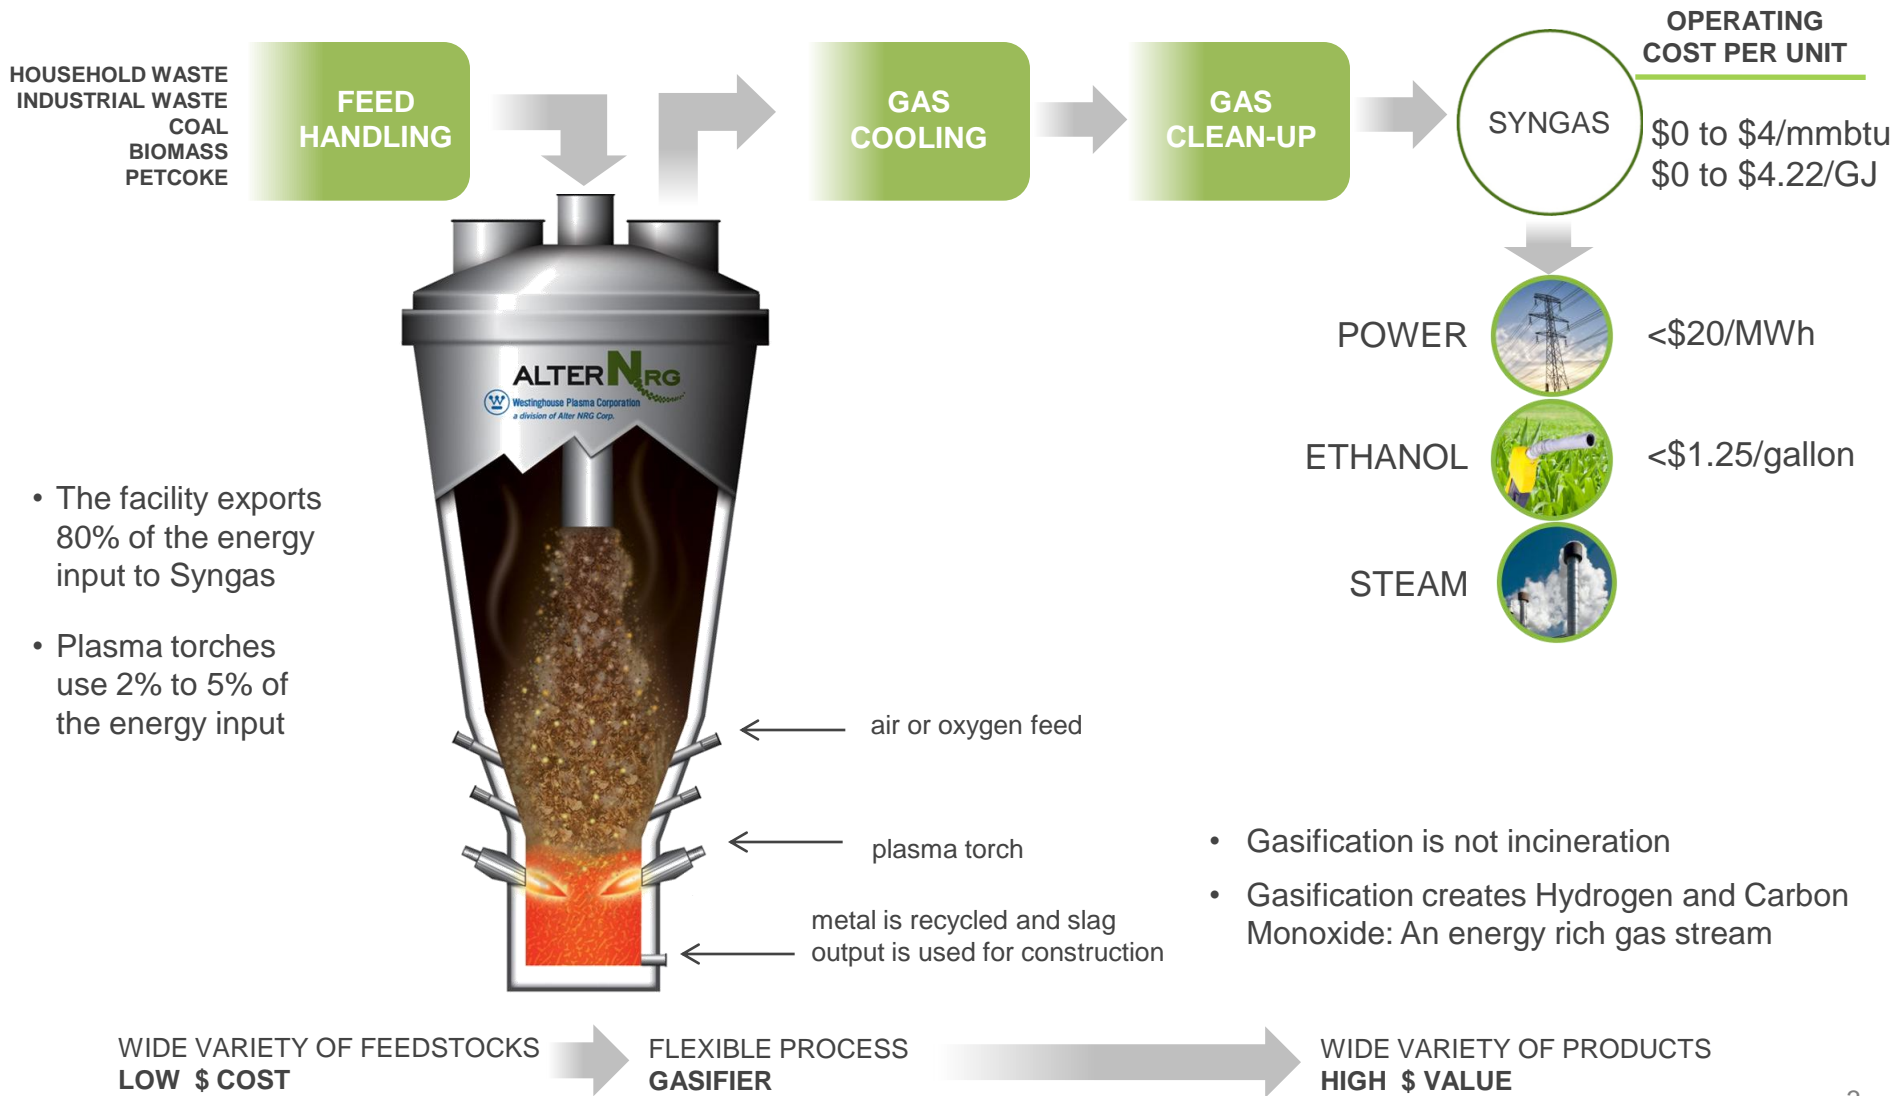 HOUSEHOLD WASTE
INDUSTRIAL WASTE
COAL
BIOMASS
PETCOKE
FEED
HANDLING
GAS
COOLING
GAS
CLEAN-UP
SYNGAS
OPERATING
COST PER UNIT
$0 to $4/mmbtu
$0 to $4.22/GJ
POWER
<$20/MWh
ETHANOL
<$1.25/gallon
STEAM
ALTER NRG
W
Westinghouse Plasma Corporation
a division of Alter NRG Corp.
• The facility exports
80% of the energy
input to Syngas
• Plasma torches
use 2% to 5% of
the energy input
air or oxygen feed
plasma torch
metal is recycled and slag
output is used for construction
• Gasification is not incineration
• Gasification creates Hydrogen and Carbon
Monoxide: An energy rich gas stream
WIDE VARIETY OF FEEDSTOCKS
LOW $ COST
FLEXIBLE PROCESS
GASIFIER
WIDE VARIETY OF PRODUCTS
HIGH $ VALUE